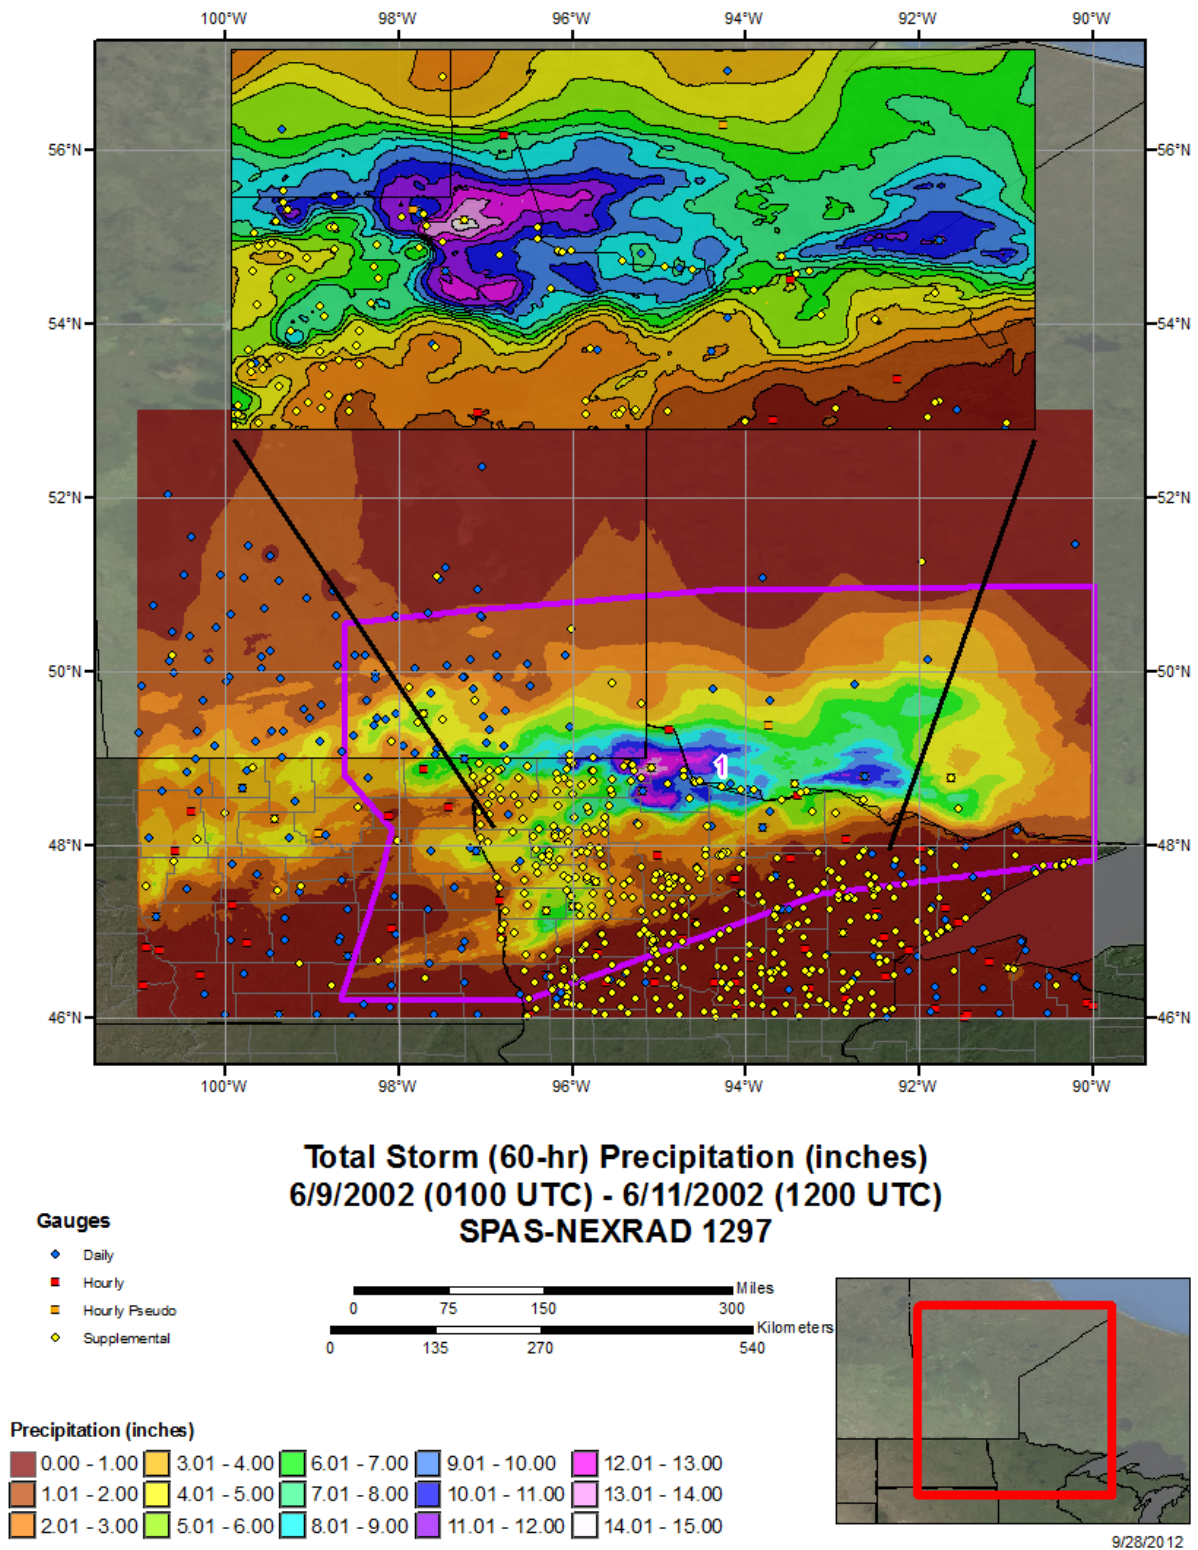 100°W 98°W 96°W 94°W 92°W 90°W
56°N 56°N
54°N 54°N
52°N 52°N
50°N 50°N
1
48°N 48°N
46°N 46°N
100°W 98°W 96°W 94°W 92°W 90°W
Total Storm (60-hr) Precipitation (inches)
6/9/2002 (0100 UTC) - 6/11/2002 (1200 UTC)
SPAS-NEXRAD 1297
Gauges
Daily
Hourly
Hourly Pseudo
Supplemental
Miles
0 75 150 300
Kilometers
0 135 270 540
Precipitation (inches)
0.00 - 1.00 3.01 - 4.00 6.01 - 7.00 9.01 - 10.00 12.01 - 13.00
1.01 - 2.00 4.01 - 5.00 7.01 - 8.00 10.01 - 11.00 13.01 - 14.00
2.01 - 3.00 5.01 - 6.00 8.01 - 9.00 11.01 - 12.00 14.01 - 15.00
9/28/2012